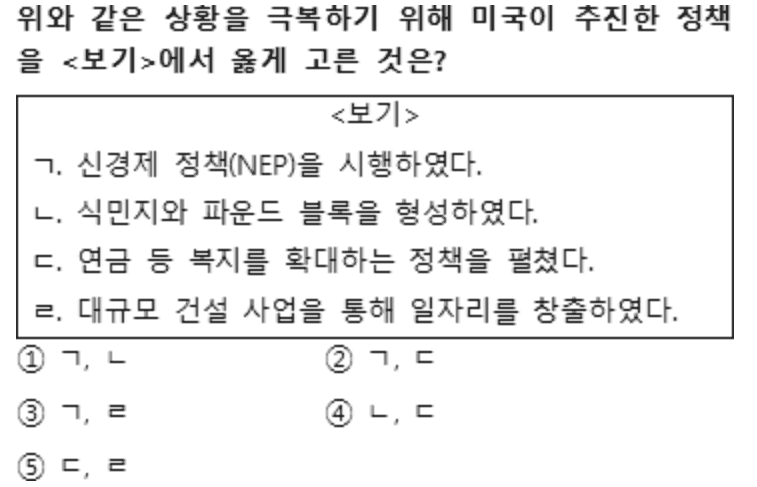 위와 같은 상황을 극복하기 위해 미국이 추진한 정책
을 <보기>에서 옳게 고른 것은?
<보기>
ㄱ. 신경제 정책(NEP)을 시행하였다.
ㄴ. 식민지와 파운드 블록을 형성하였다.
ㄷ. 연금 등 복지를 확대하는 정책을 펼쳤다.
ㄹ. 대규모 건설 사업을 통해 일자리를 창출하였다.
① ㄱ, ㄴ ② ㄱ, ㄷ
③ ㄱ, ㄹ ④ ㄴ, ㄷ
⑤ ㄷ, ㄹ